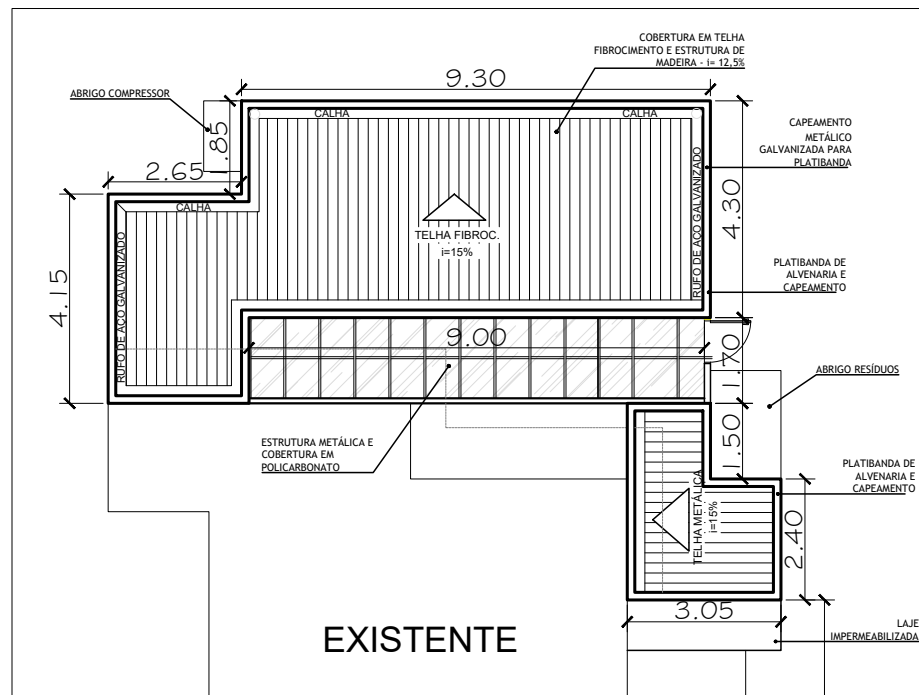 COBERTURA EM TELHA
FIBROCIMENTO E ESTRUTURA DE
MADEIRA - i= 12,5%
9.30
ABRIGO COMPRESSOR
CALHA
CALHA
CAPEAMENTO
METÁLICO
GALVANIZADA PARA
PLATIBANDA
1.85
2.65
CALHA
RUFO DE AÇO GALVANIZADO
4.30
TELHA FIBROC.
i=15%
RUFO DE AÇO GALVANIZADO
4.15
PLATIBANDA DE
ALVENARIA E
CAPEAMENTO
9.00
1.70
ABRIGO RESÍDUOS
ESTRUTURA METÁLICA E
COBERTURA EM
POLICARBONATO
1.50
PLATIBANDA DE
ALVENARIA E
CAPEAMENTO
TELHA METÁLICA
i=15%
2.40
3.05
LAJE
IMPERMEABILIZADA
EXISTENTE